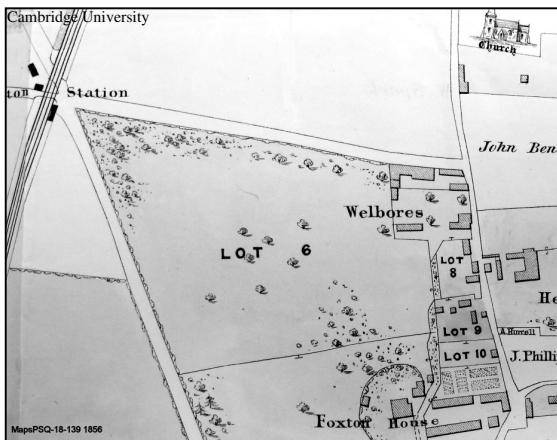 Cambridge University
Church
ton Station
John Ben
Welbores
LOT 6
LOT 8
He
LOT 9
A. Hurrell
LOT 10
J. Philli
Foxton House
MapsPSQ-18-139 1856